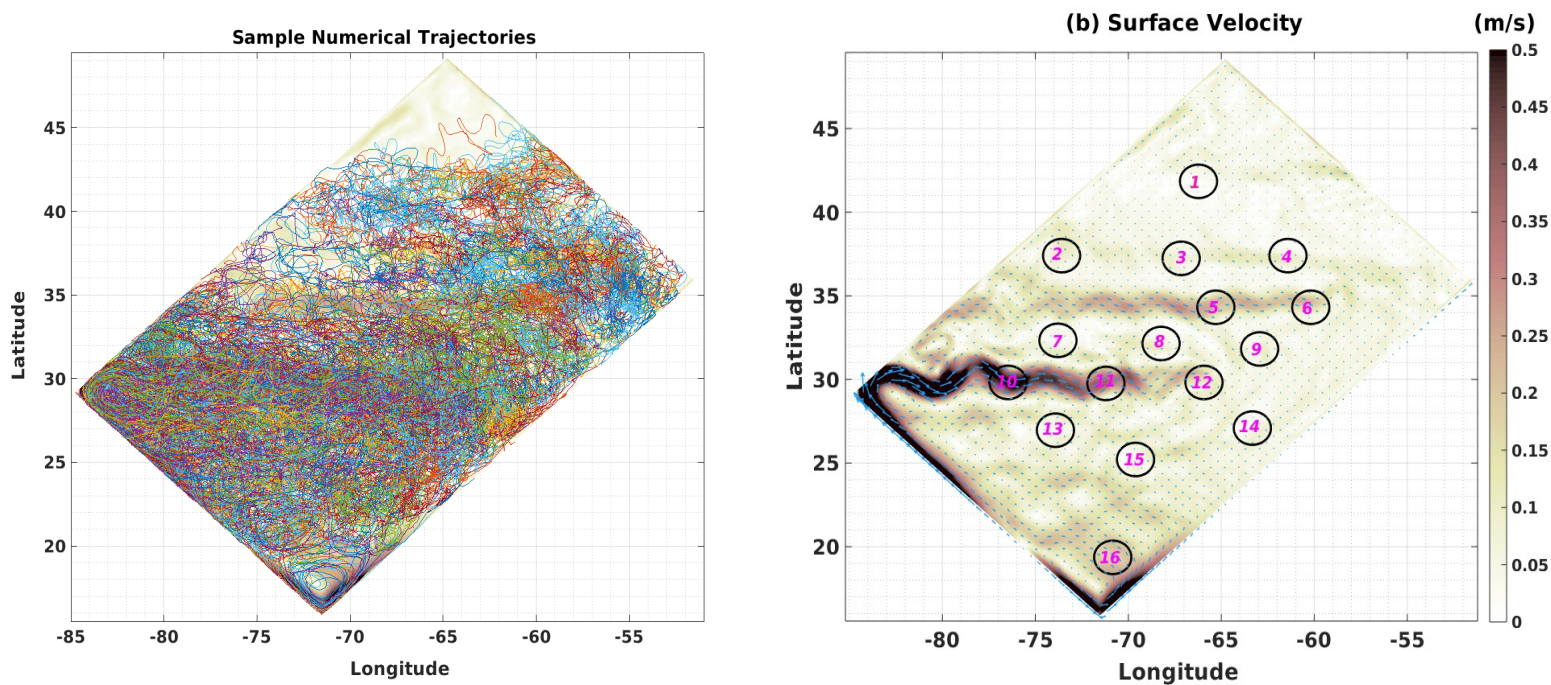 Sample Numerical Trajectories
45
40
35
30
25
20
-85 -80 -75 -70 -65 -60 -55
Latitude
Longitude
(b) Surface Velocity (m/s)
45
40
35
30
25
20
-80 -75 -70 -65 -60 -55
Latitude
Longitude
1
2 3 4
5 6
7 8 9
10 11 12
13 14
15
16
0.5
0.45
0.4
0.35
0.3
0.25
0.2
0.15
0.1
0.05
0